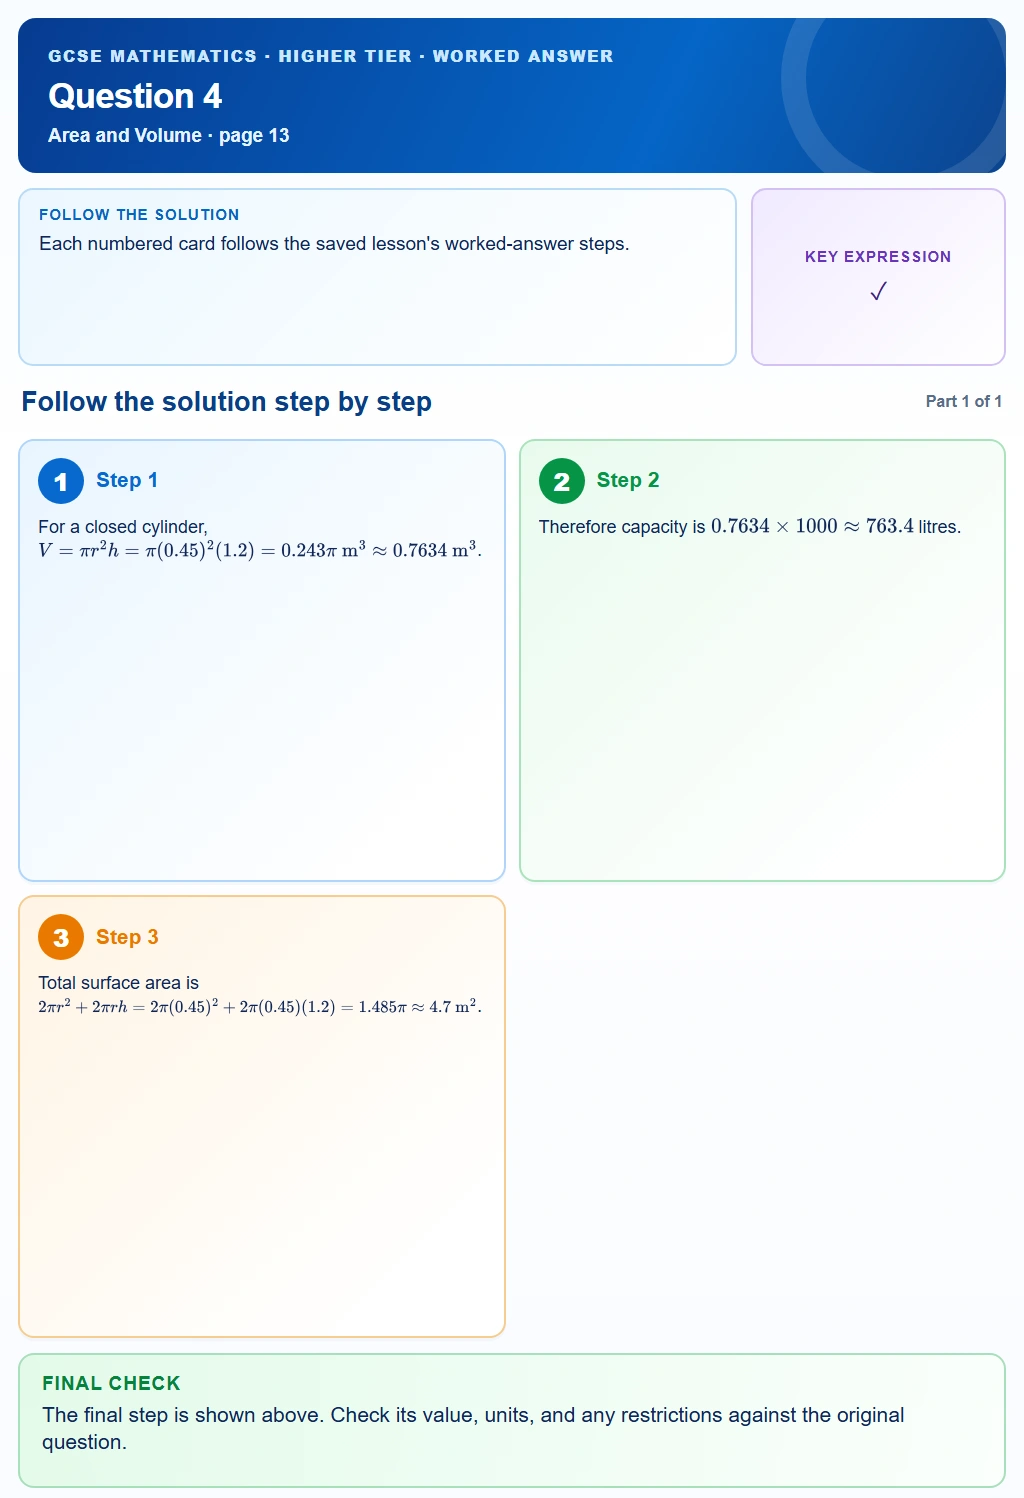 GCSE MATHEMATICS · HIGHER TIER · WORKED ANSWER
Question 4
Area and Volume · page 13
FOLLOW THE SOLUTION
Each numbered card follows the saved lesson's worked-answer steps.
KEY EXPRESSION
✓
Follow the solution step by step
Part 1 of 1
1 Step 1
For a closed cylinder,
V = πr²h = π(0.45)²(1.2) = 0.243π m³ ≈ 0.7634 m³.
2 Step 2
Therefore capacity is 0.7634 × 1000 ≈ 763.4 litres.
3 Step 3
Total surface area is
2πr² + 2πrh = 2π(0.45)² + 2π(0.45)(1.2) = 1.485π ≈ 4.7 m².
FINAL CHECK
The final step is shown above. Check its value, units, and any restrictions against the original
question.